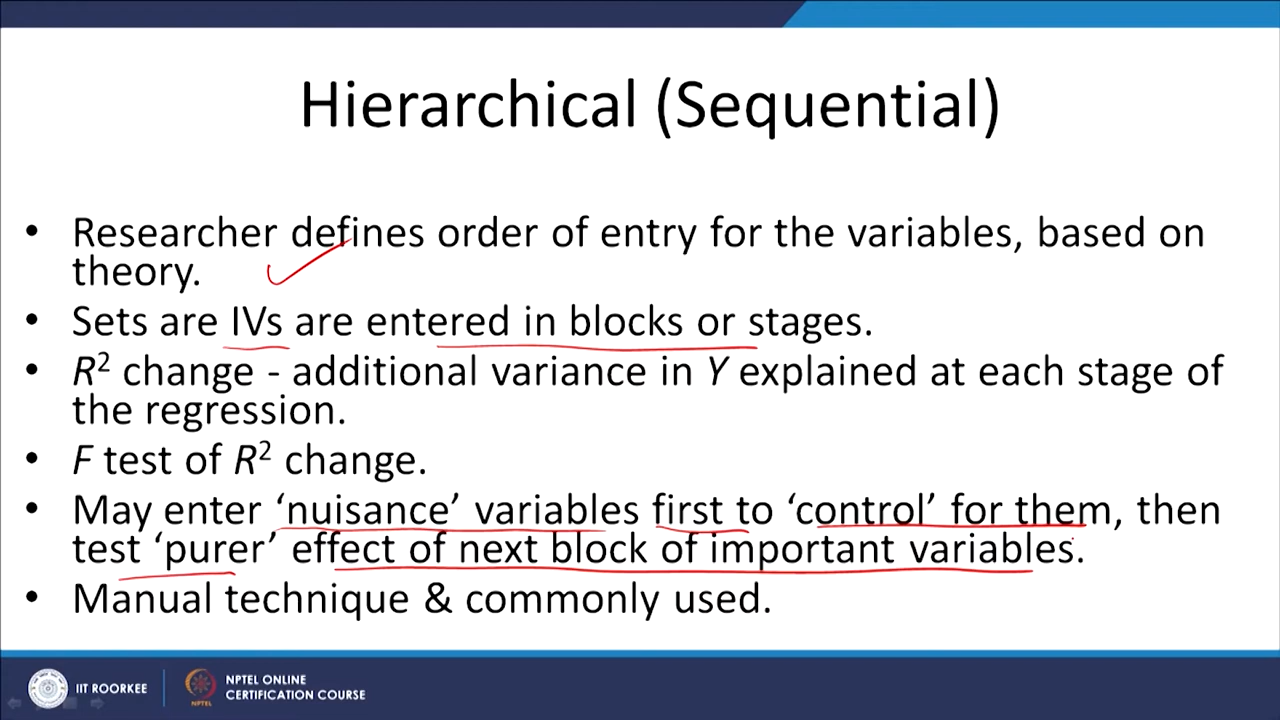 Hierarchical (Sequential)
• Researcher defines order of entry for the variables, based on
theory.
• Sets are IVs are entered in blocks or stages.
• R² change - additional variance in Y explained at each stage of
the regression.
• F test of R² change.
• May enter ‘nuisance’ variables first to ‘control’ for them, then
test ‘purer’ effect of next block of important variables.
• Manual technique & commonly used.
IIT ROORKEE
NPTEL
NPTEL ONLINE
CERTIFICATION COURSE